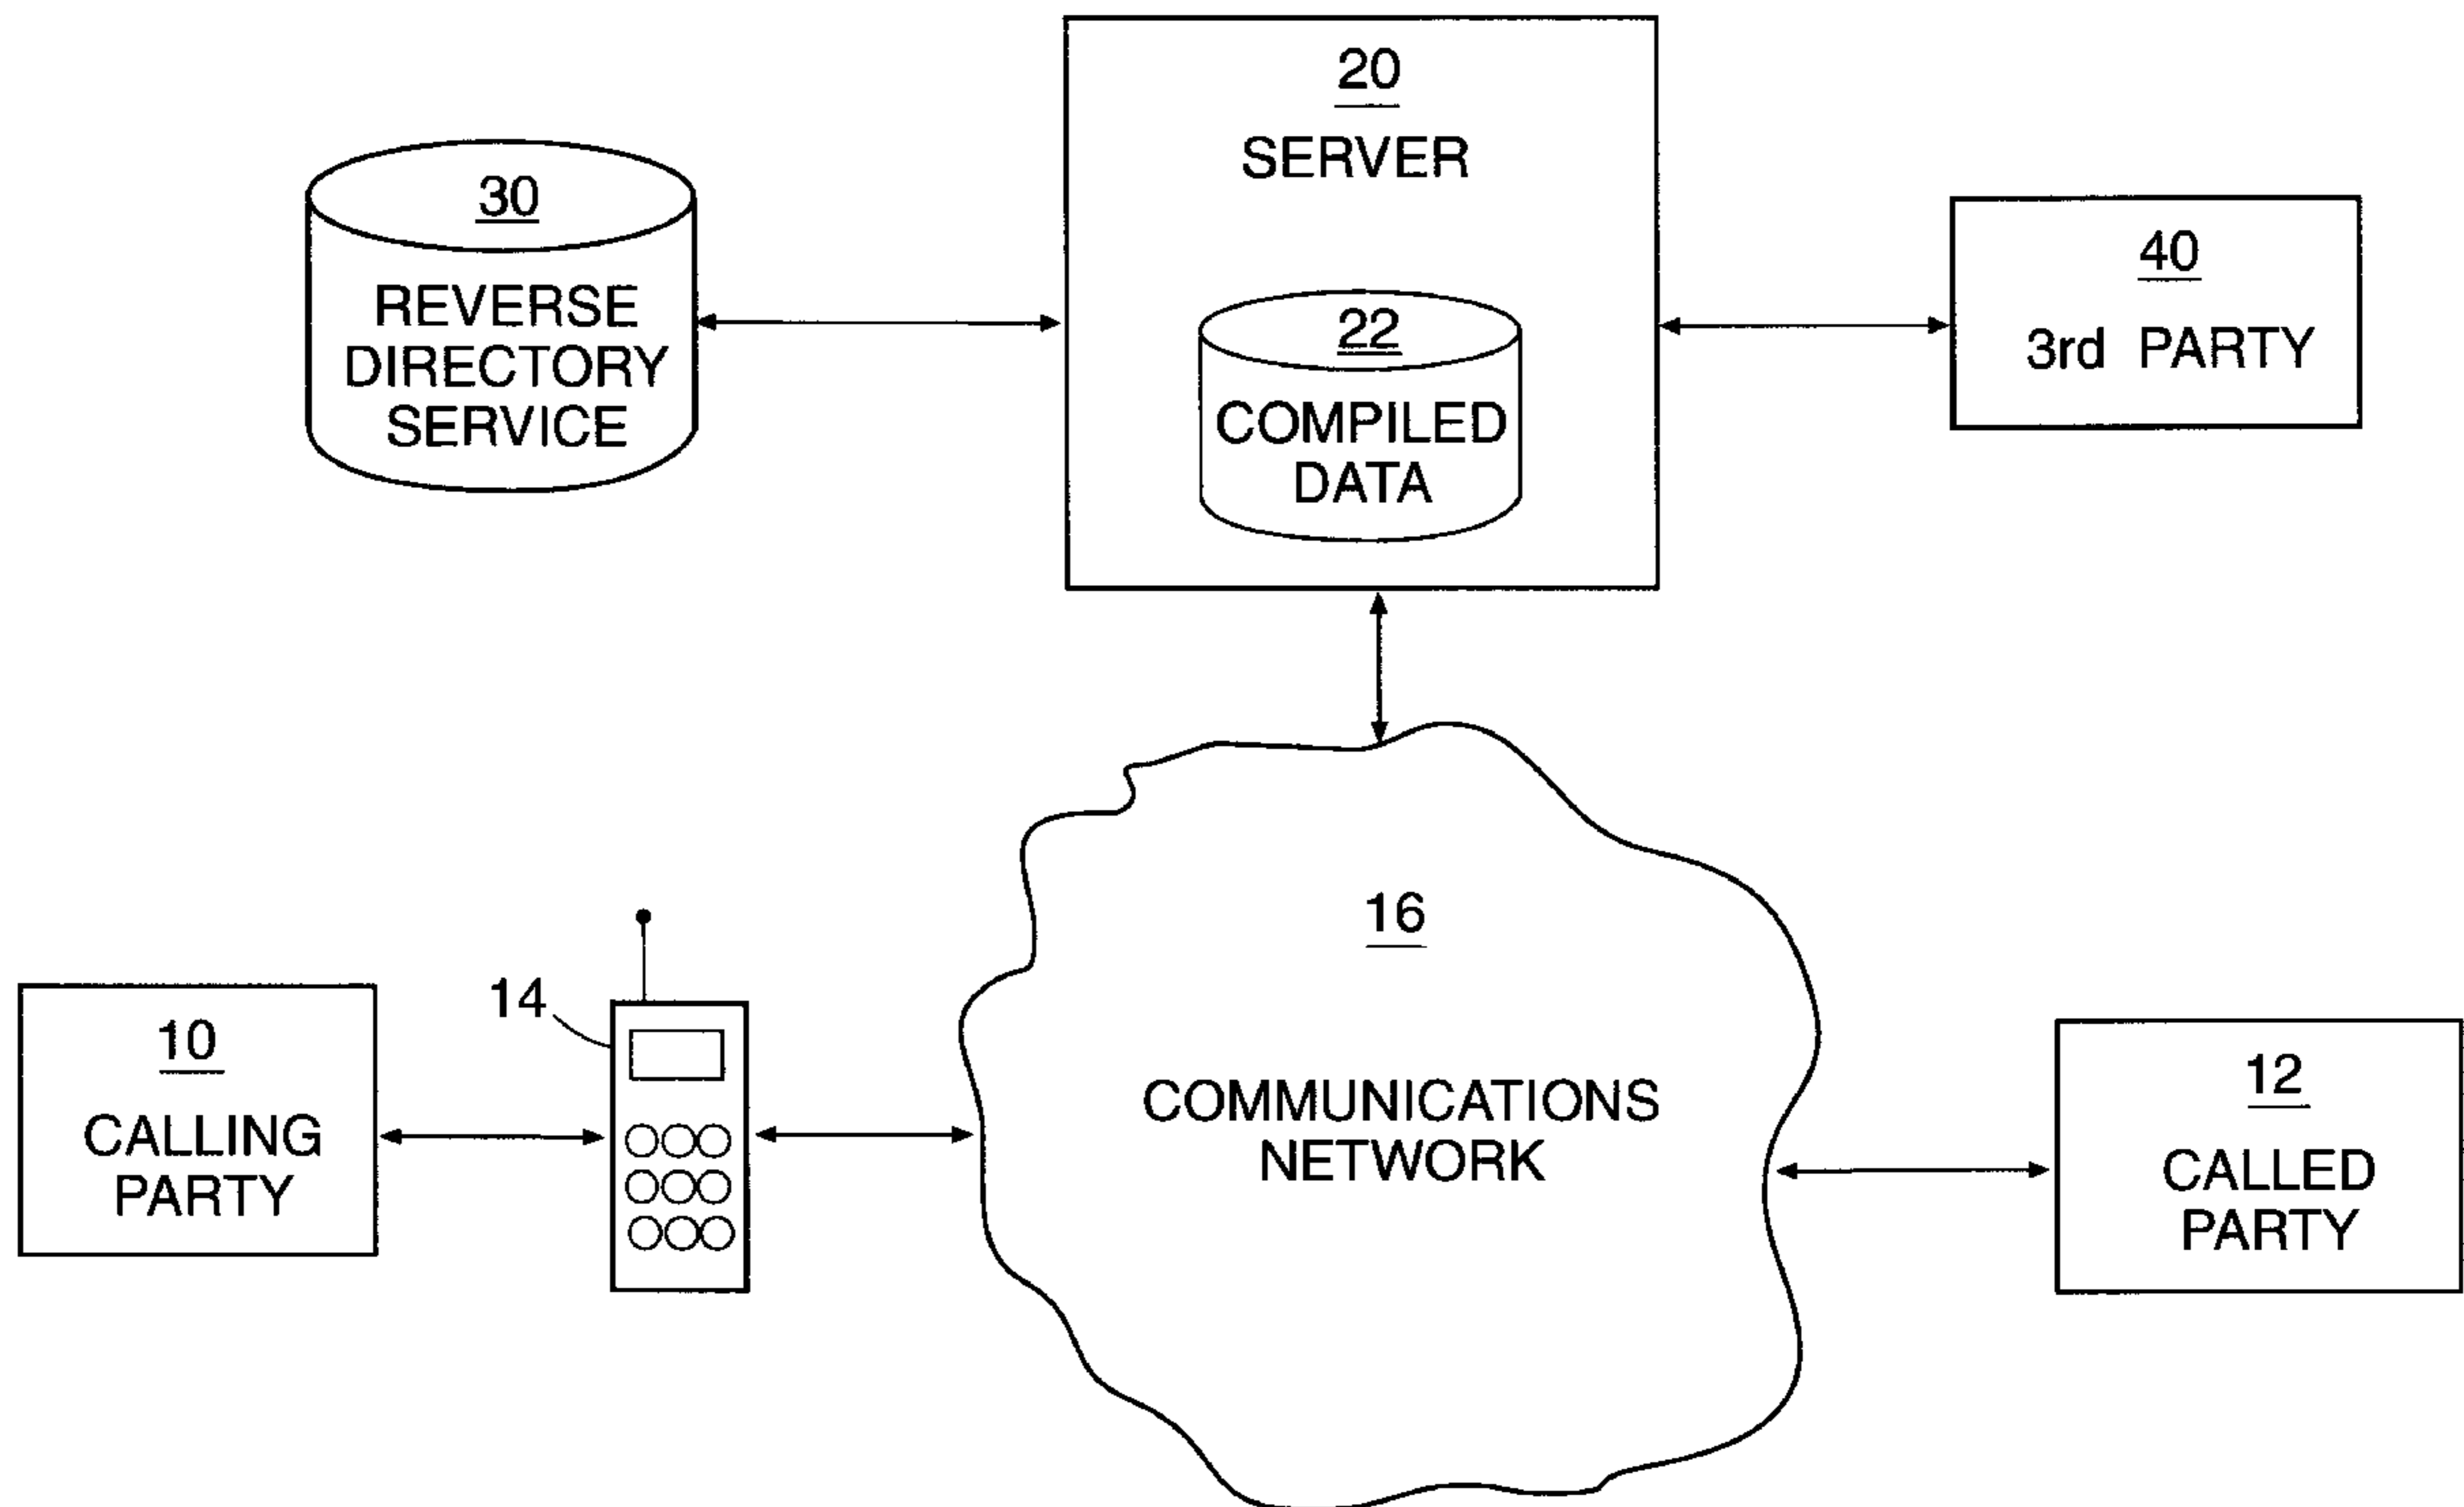 20
SERVER
30
REVERSE
DIRECTORY
SERVICE
22
COMPILED
DATA
40
3rd PARTY
16
COMMUNICATIONS
NETWORK
14
10
CALLING
PARTY
12
CALLED
PARTY